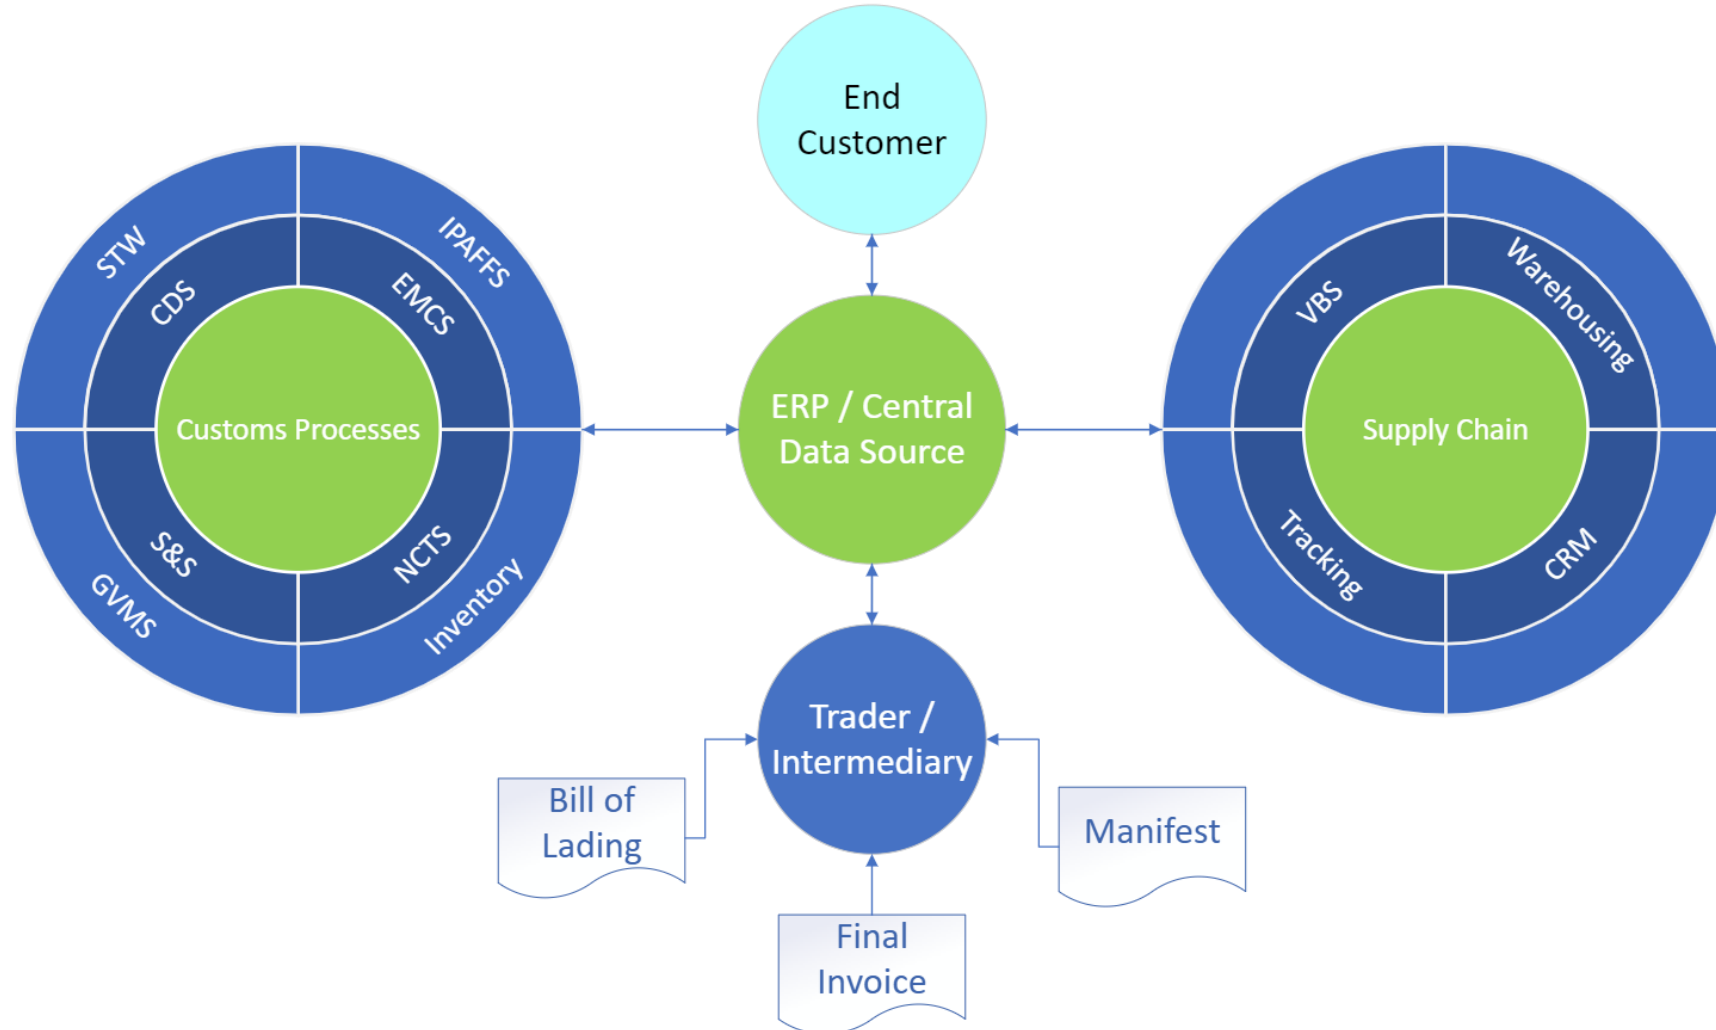 End
Customer
STW
IPAFFS
CDS
EMCS
Customs Processes
S&S
NCTS
GVMS
Inventory
ERP / Central
Data Source
VBS
Warehousing
Supply Chain
Tracking
CRM
Trader /
Intermediary
Bill of
Lading
Manifest
Final
Invoice